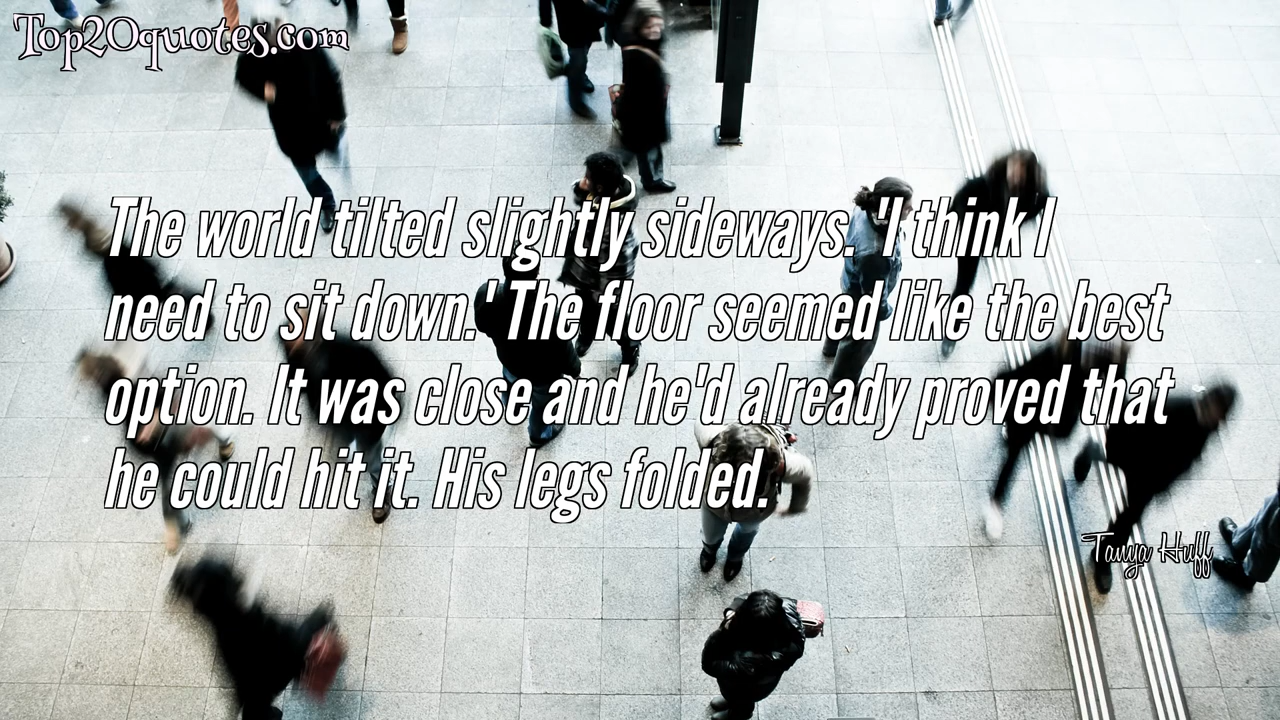 Top20quotes.com
The world tilted slightly sideways. 'I think I
need to sit down.' The floor seemed like the best
option. It was close and he'd already proved that
he could hit it. His legs folded.
Tanya Huff